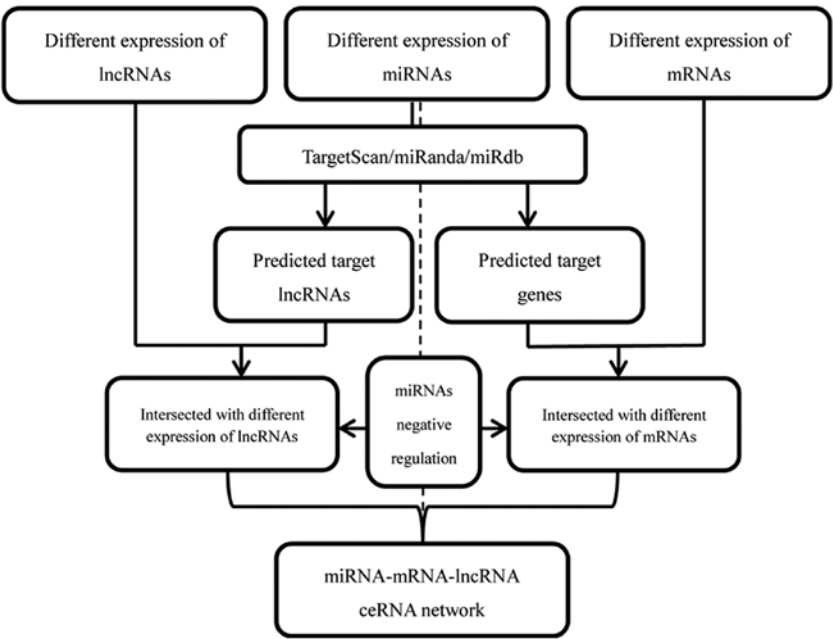 Different expression of
lncRNAs
Different expression of
miRNAs
Different expression of
mRNAs
TargetScan/miRanda/miRdb
Predicted target
lncRNAs
Predicted target
genes
Intersected with different
expression of lncRNAs
miRNAs
negative
regulation
Intersected with different
expression of mRNAs
miRNA-mRNA-lncRNA
ceRNA network